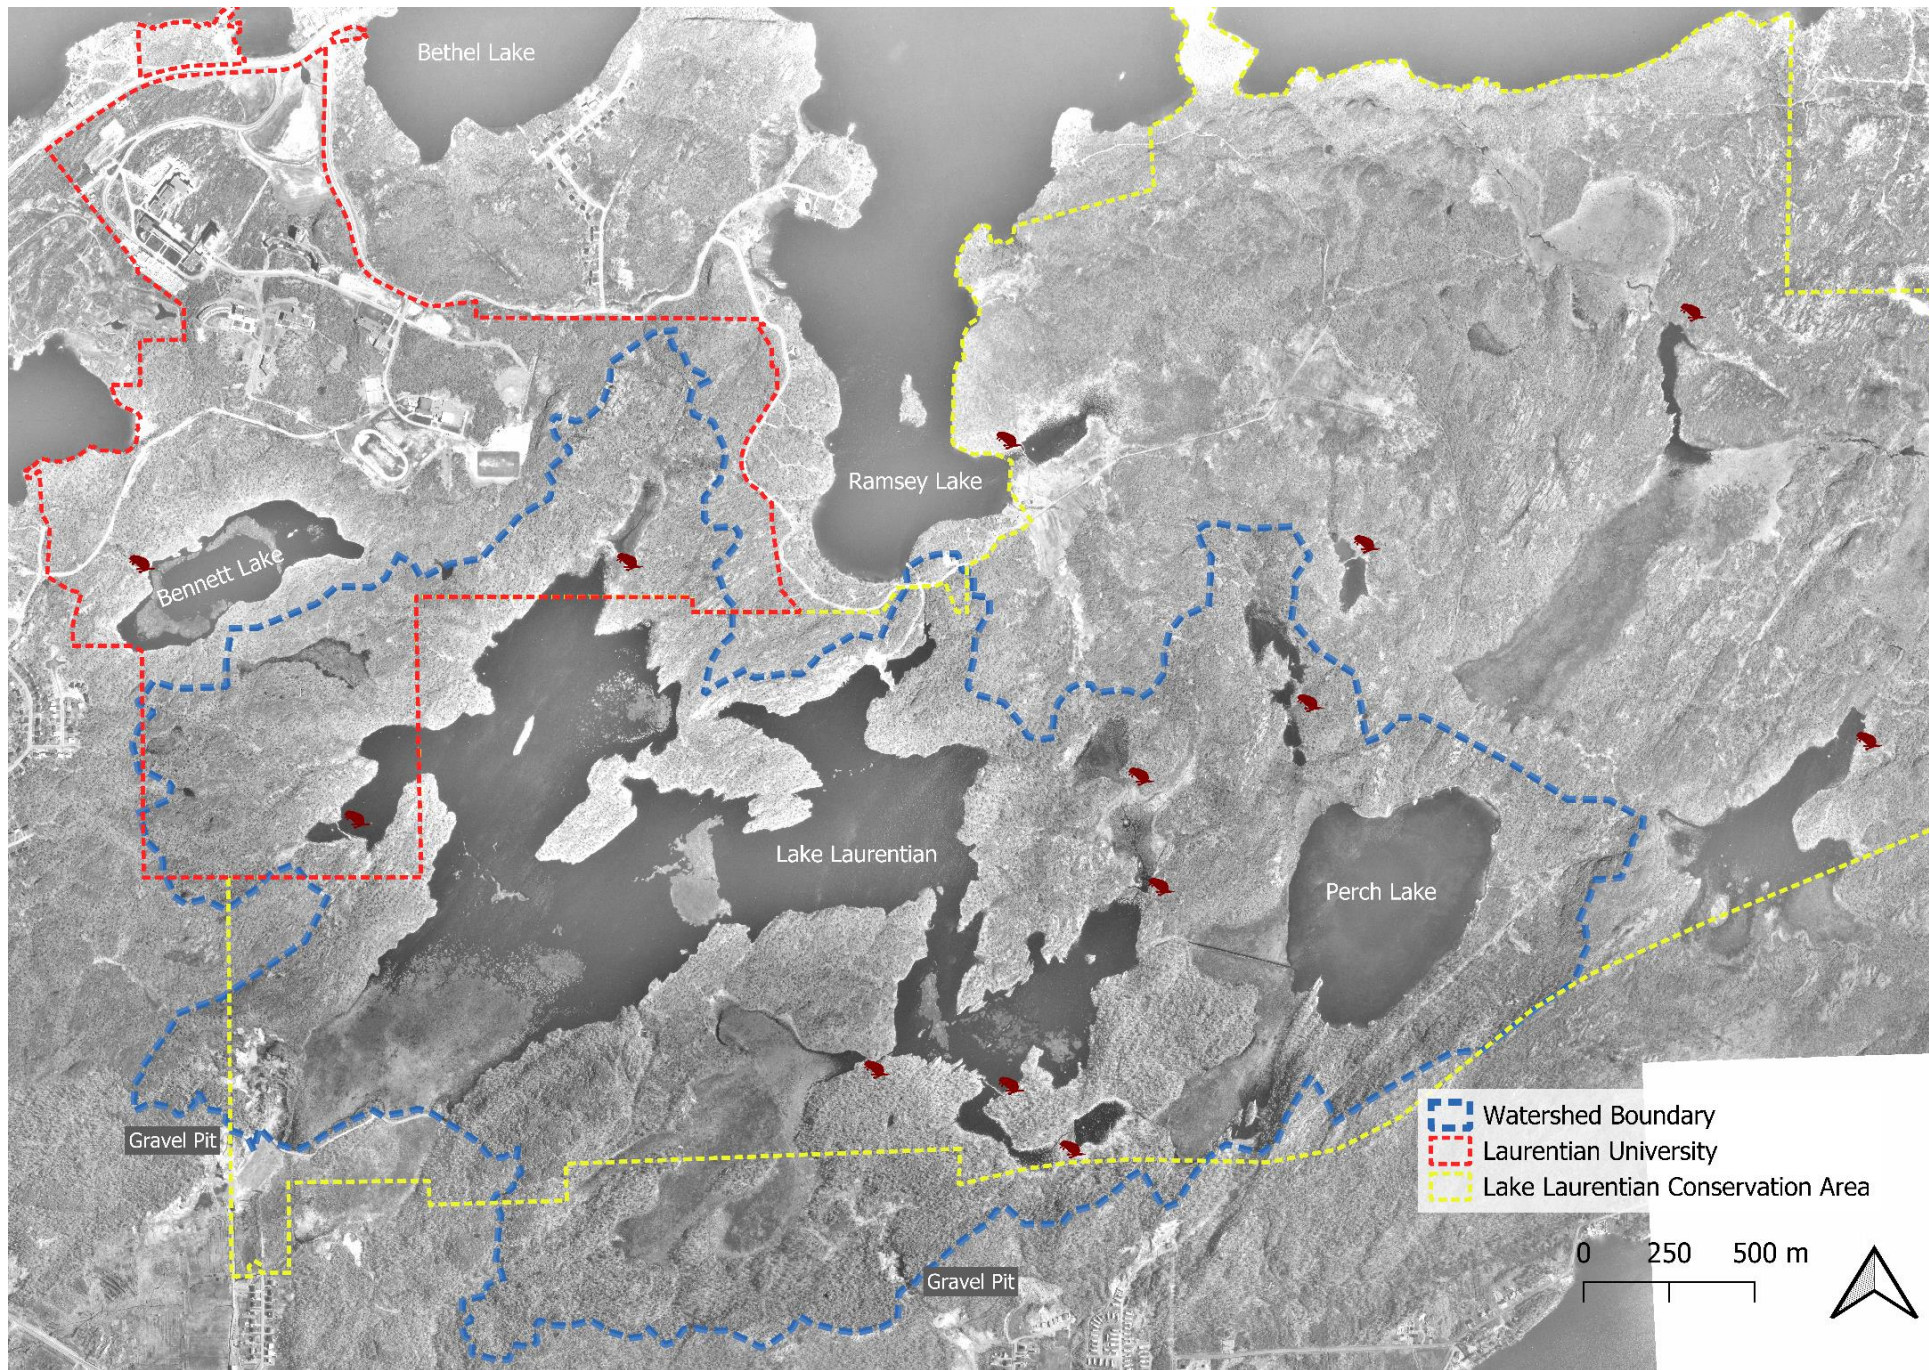 Bethel Lake
Ramsey Lake
Bennett Lake
Lake Laurentian
Perch Lake
Gravel Pit
Watershed Boundary
Laurentian University
Lake Laurentian Conservation Area
0 250 500 m
Gravel Pit